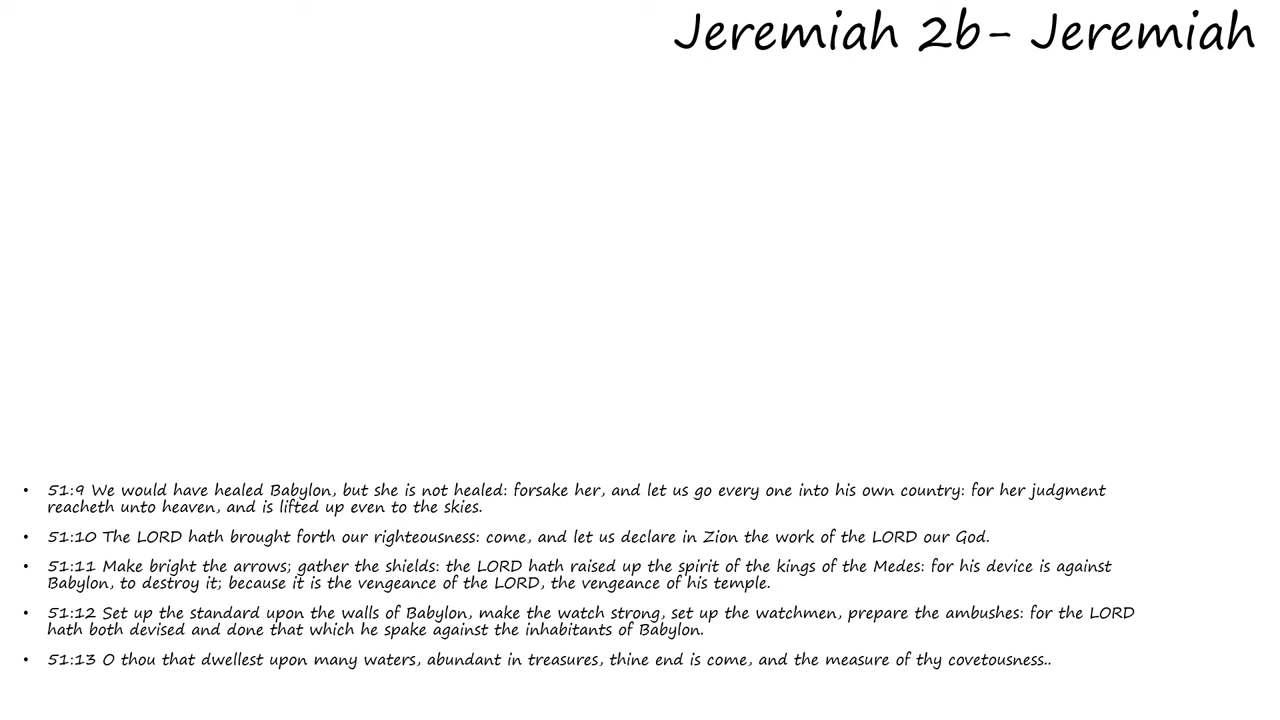 Jeremiah 2b- Jeremiah
• 51:9 We would have healed Babylon, but she is not healed: forsake her, and let us go every one into his own country: for her judgment
reacheth unto heaven, and is lifted up even to the skies.
• 51:10 The LORD hath brought forth our righteousness: come, and let us declare in Zion the work of the LORD our God.
• 51:11 Make bright the arrows; gather the shields: the LORD hath raised up the spirit of the kings of the Medes: for his device is against
Babylon, to destroy it; because it is the vengeance of the LORD, the vengeance of his temple.
• 51:12 Set up the standard upon the walls of Babylon, make the watch strong, set up the watchmen, prepare the ambushes: for the LORD
hath both devised and done that which he spake against the inhabitants of Babylon.
• 51:13 O thou that dwellest upon many waters, abundant in treasures, thine end is come, and the measure of thy covetousness..